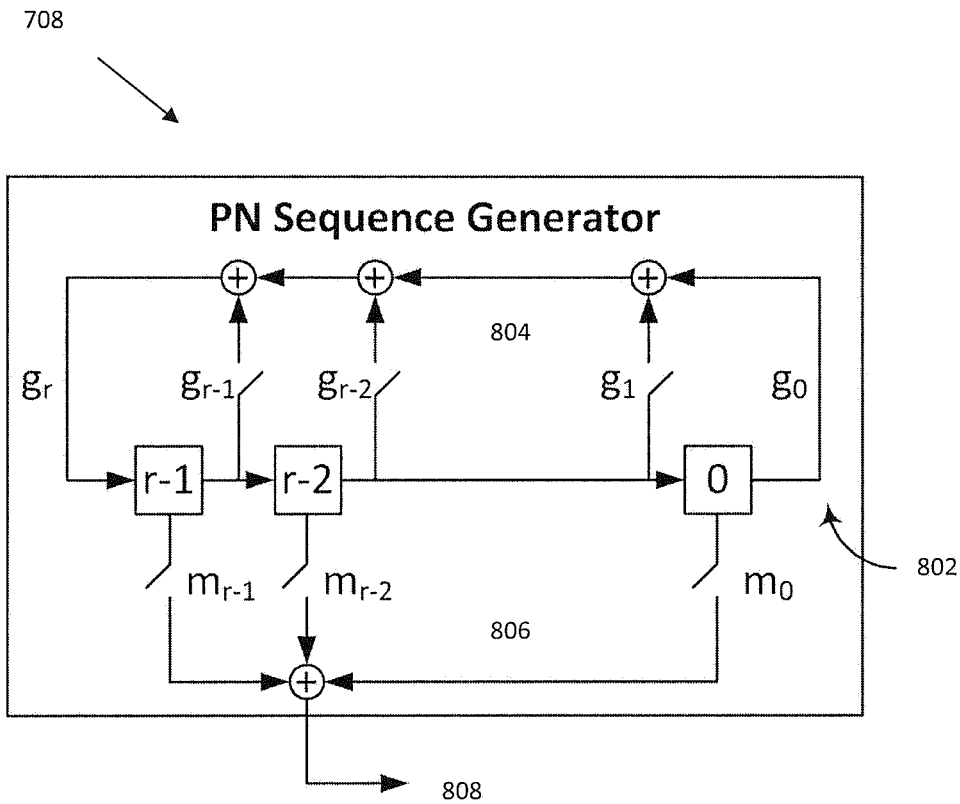 708
PN Sequence Generator
804
gr gr-1 gr-2 g1 g0
r-1 r-2 0
802
mr-1 mr-2 m0
806
808